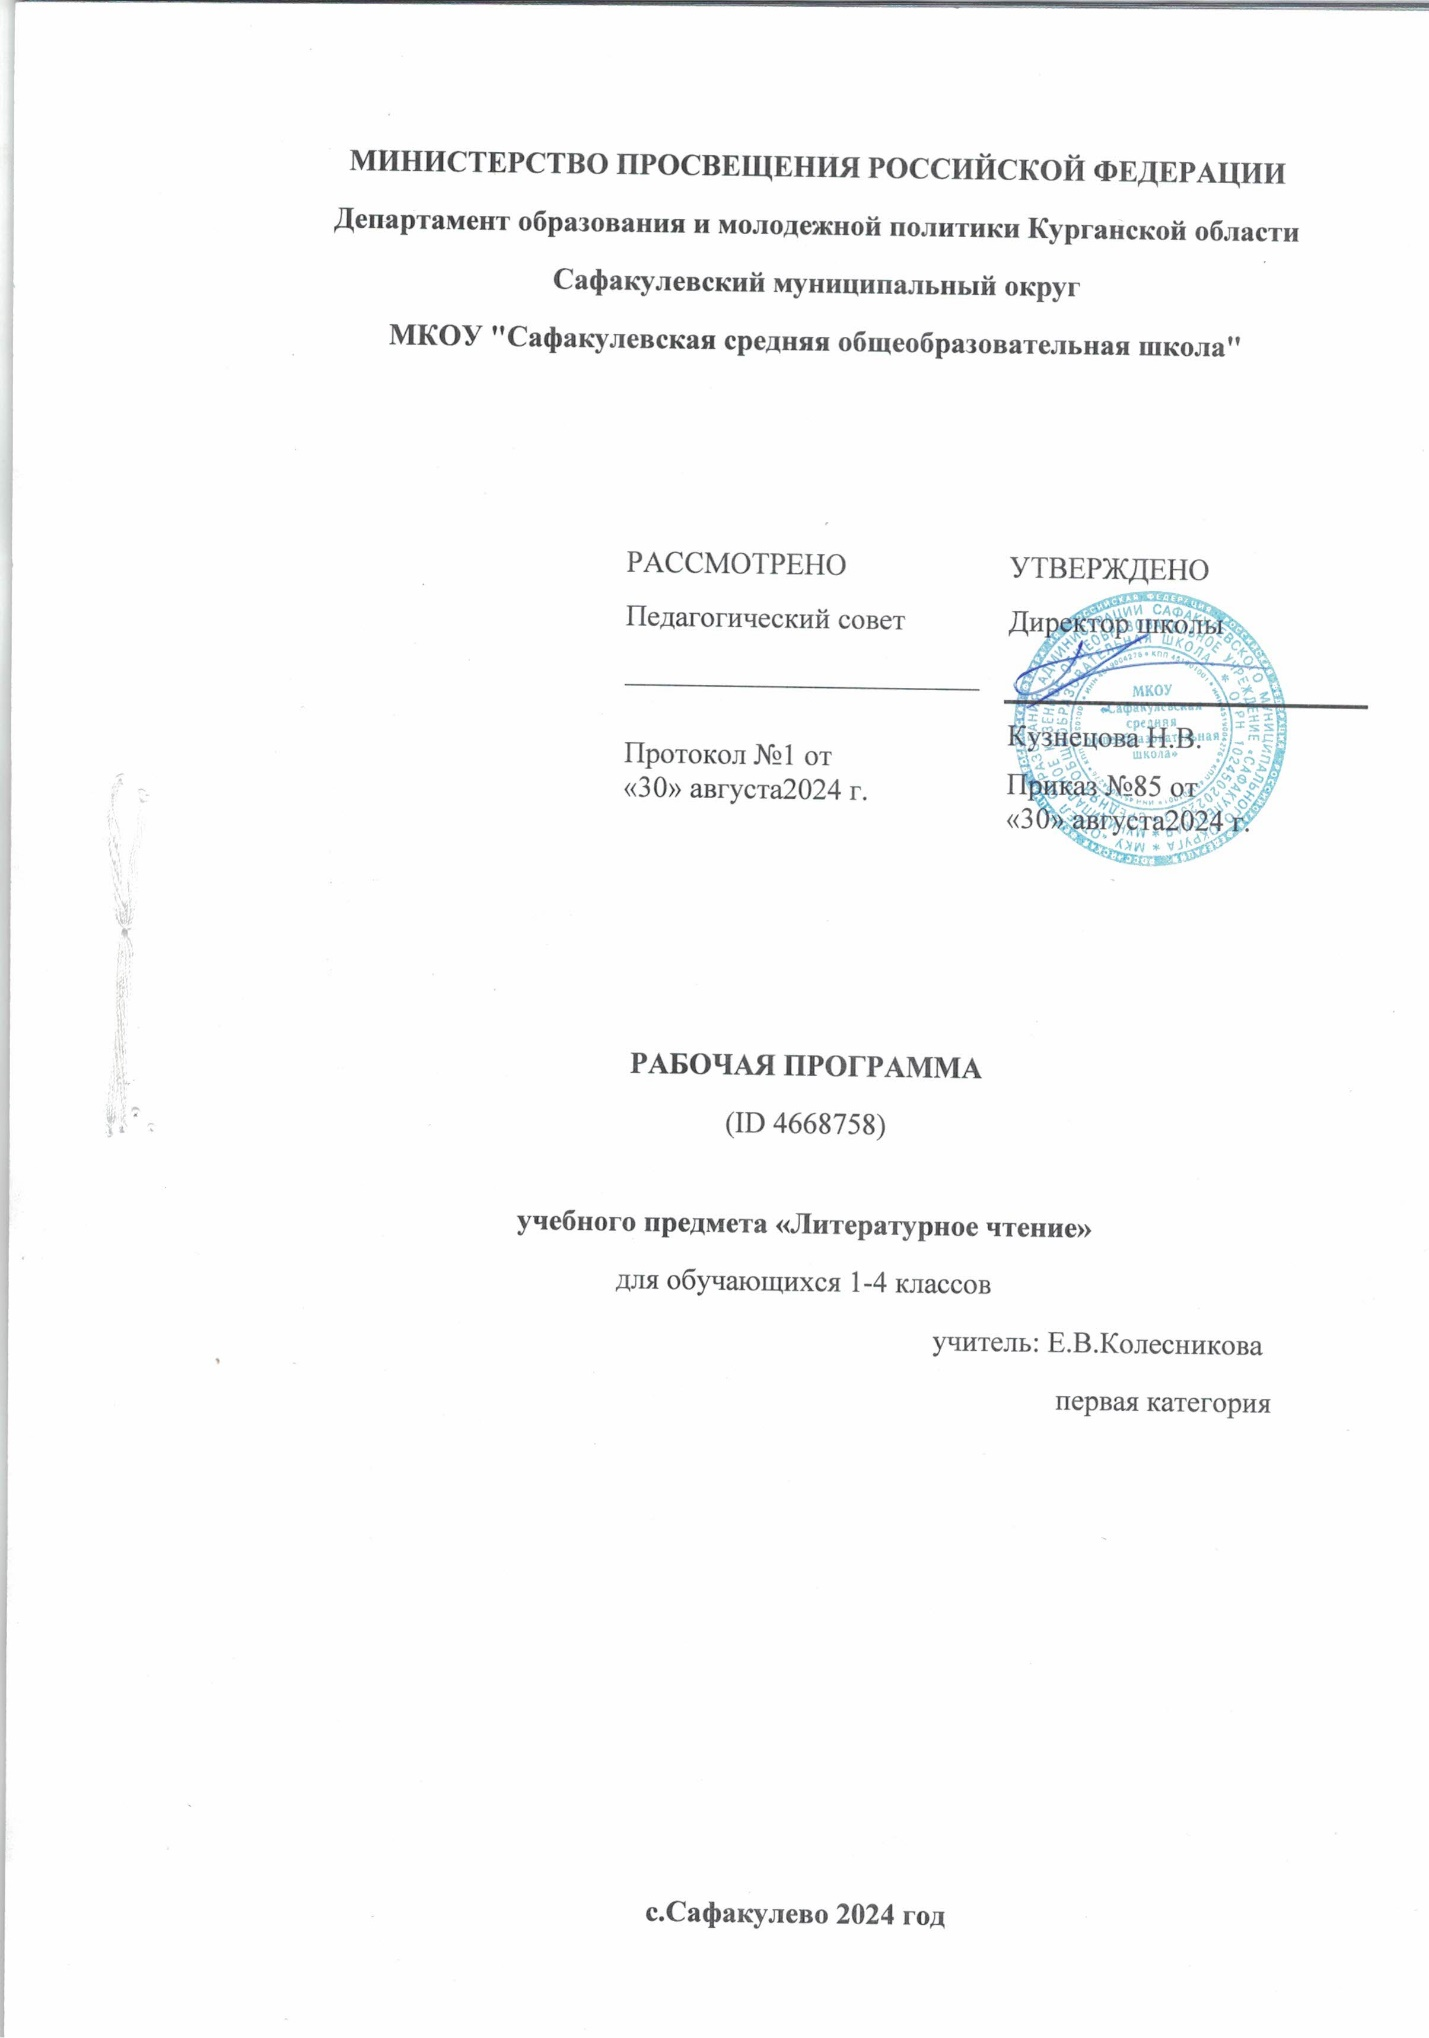 МИНИСТЕРСТВО ПРОСВЕЩЕНИЯ РОССИЙСКОЙ ФЕДЕРАЦИИ
Департамент образования и молодежной политики Курганской области
Сафакулевский муниципальный округ
МКОУ "Сафакулевская средняя общеобразовательная школа"
РАССМОТРЕНО
Педагогический совет
Протокол №1 от
«30» августа2024 г.
УТВЕРЖДЕНО
Директор школы
Кузнецова Н.В.
Приказ №85 от
«30» августа2024 г.
МКОУ
«Сафакулевская
средняя
общеобразовательная
школа»
РАБОЧАЯ ПРОГРАММА
(ID 4668758)
учебного предмета «Литературное чтение»
для обучающихся 1-4 классов
учитель: Е.В.Колесникова
первая категория
с.Сафакулево 2024 год